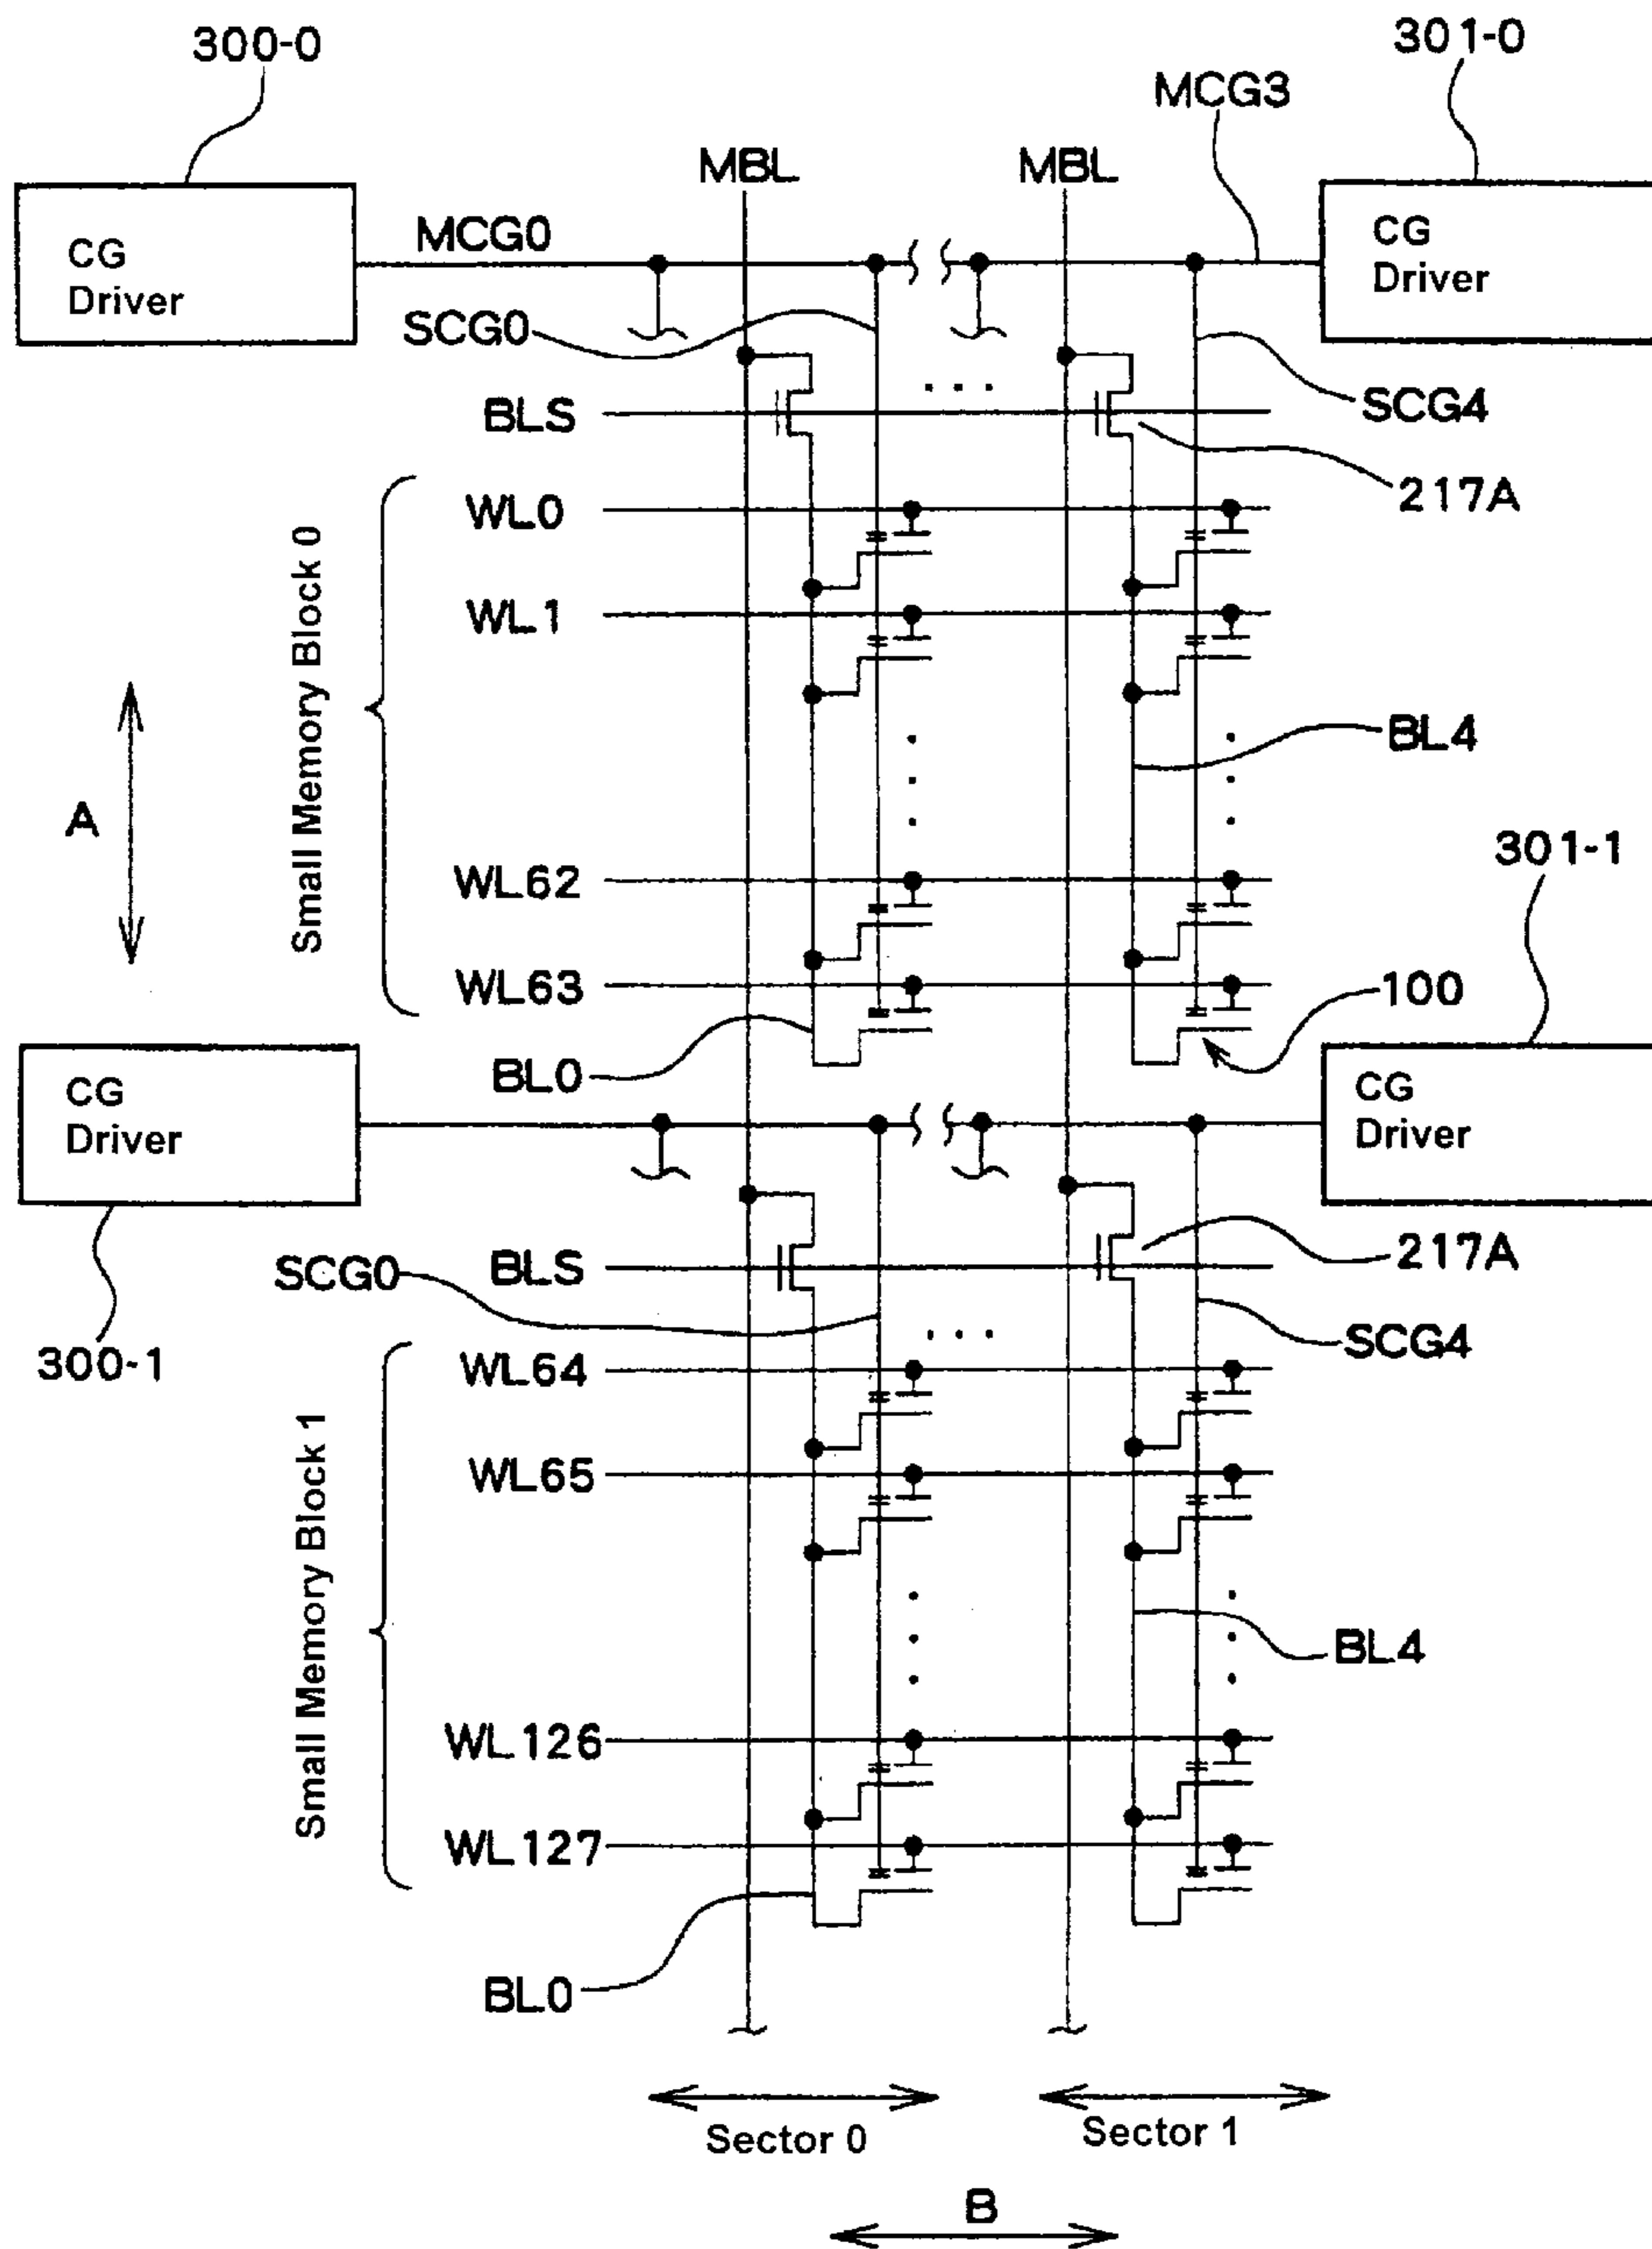 300-0
301-0
MCG3
MBL
MBL
CG
Driver
MCG0
CG
Driver
SCG0
BLS
SCG4
217A
WL0
Small Memory Block 0
WL1
BL4
A
301-1
WL62
WL63
100
BL0
CG
Driver
CG
Driver
SCG0
BLS
217A
SCG4
300-1
WL64
Small Memory Block 1
WL65
BL4
WL126
WL127
BL0
Sector 0
Sector 1
B